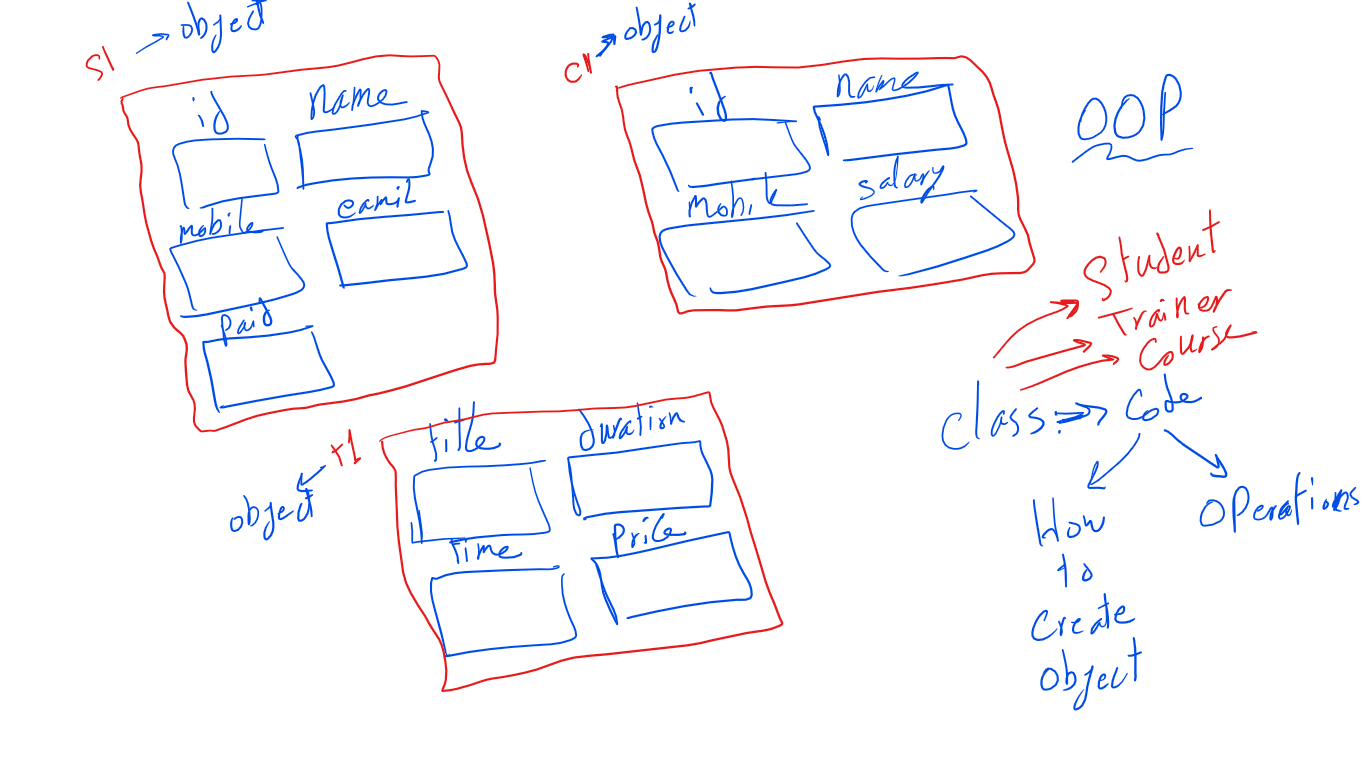 s1
object
id
name
mobile
eamil
Paid
c1
object
id
name
mobile
salary
t1
object
title
duration
Time
Price
OOP
Student
Trainer
Course
class
Code
How
to
Create
object
OPerations